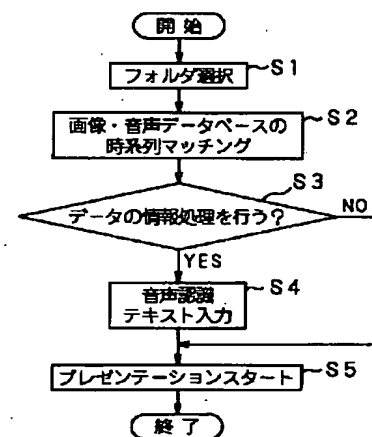 開始
フォルダ選択
S1
画像・音声データベースの
時系列マッチング
S2
S3
データの情報処理を行う?
NO
YES
音声認識
テキスト入力
S4
プレゼンテーションスタート
S5
終了